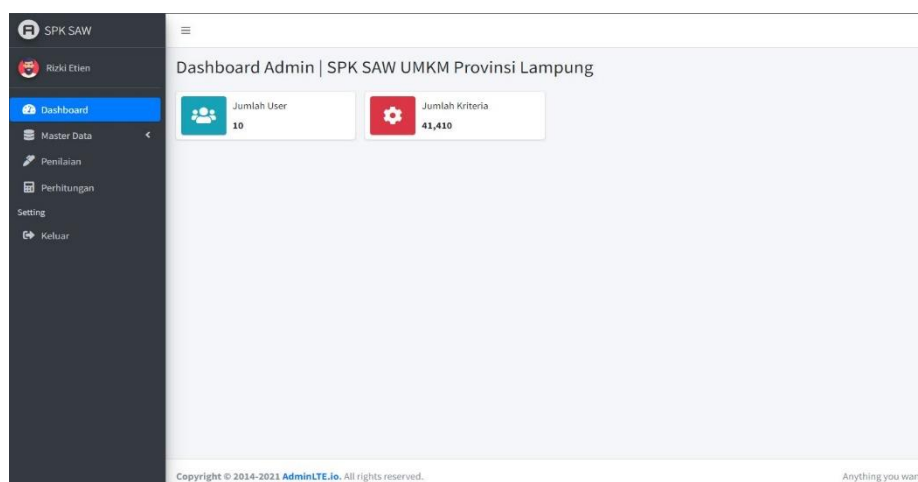 SPK SAW
Rizki Etien
Dashboard
Master Data
Penilaian
Perhitungan
Setting
Keluar
Dashboard Admin | SPK SAW UMKM Provinsi Lampung
Jumlah User
10
Jumlah Kriteria
41,410
Copyright © 2014-2021 AdminLTE.io. All rights reserved.
Anything you wan